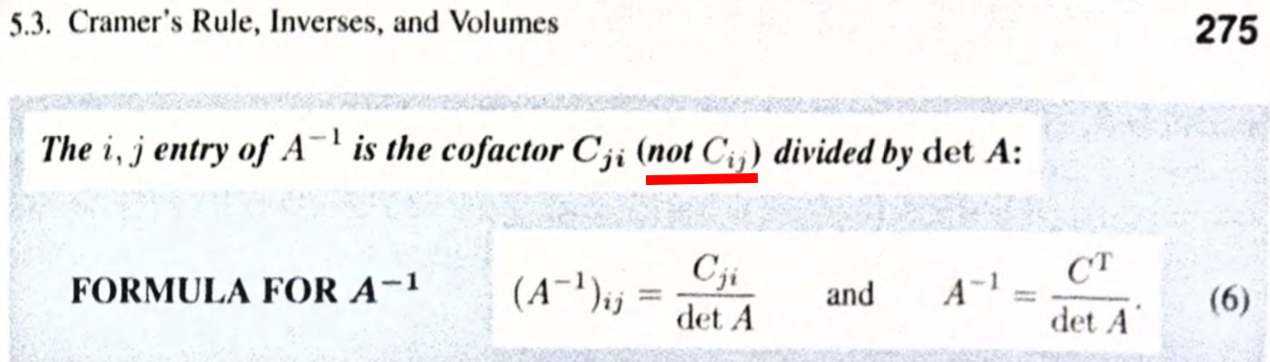 5.3. Cramer's Rule, Inverses, and Volumes 275
The i, j entry of A⁻¹ is the cofactor Cⱼᵢ (not Cᵢⱼ) divided by det A:
FORMULA FOR A⁻¹ (A⁻¹)ᵢⱼ = Cⱼᵢ / det A and A⁻¹ = Cᵀ / det A. (6)